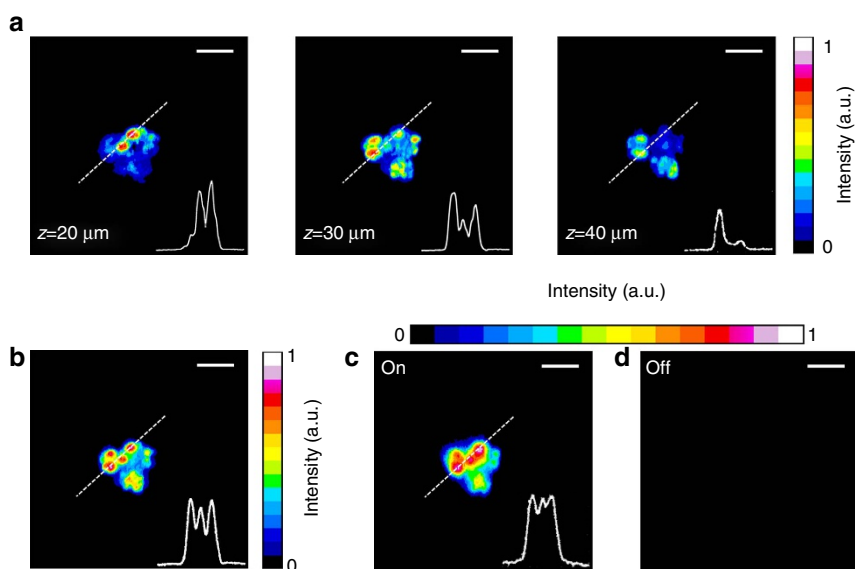 a
z=20 μm
z=30 μm
z=40 μm
1
Intensity (a.u.)
0
Intensity (a.u.)
0
1
b
1
Intensity (a.u.)
0
c
On
d
Off